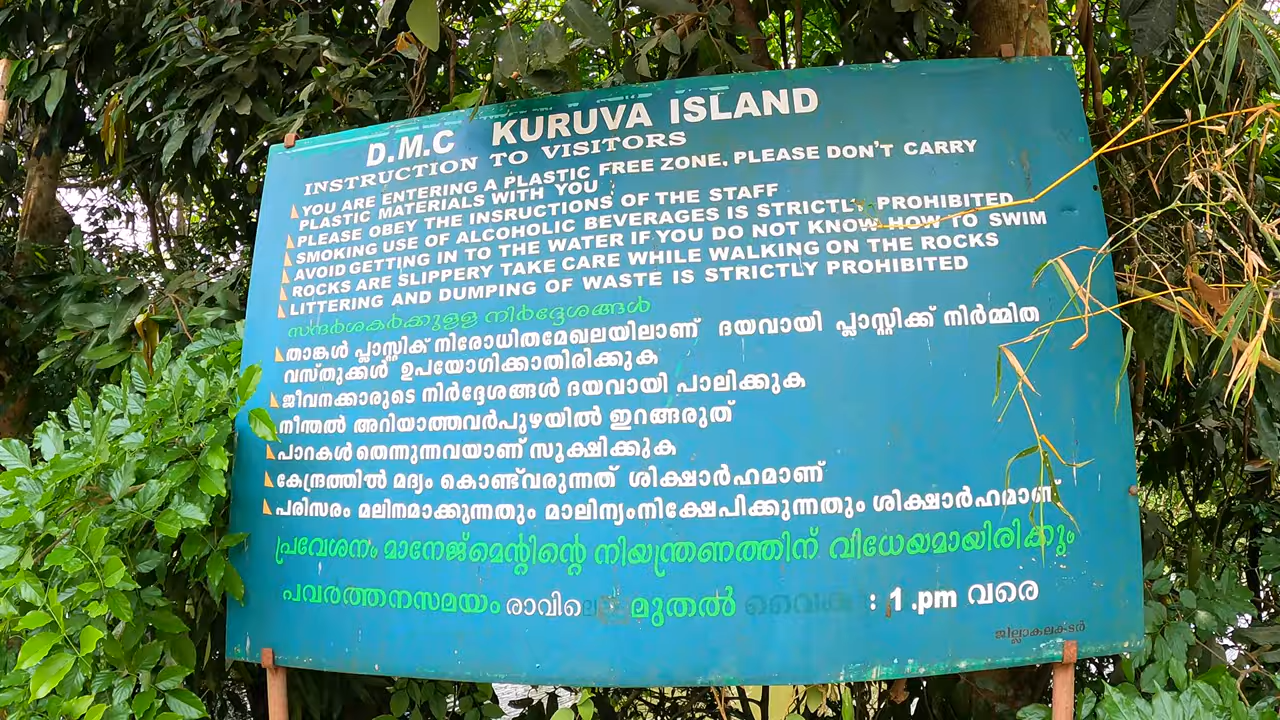 D.M.C KURUVA ISLAND
INSTRUCTION TO VISITORS
YOU ARE ENTERING A PLASTIC FREE ZONE, PLEASE DON'T CARRY
PLASTIC MATERIALS WITH YOU
PLEASE OBEY THE INSRUCTIONS OF THE STAFF
SMOKING USE OF ALCOHOLIC BEVERAGES IS STRICTLY PROHIBITED
AVOID GETTING IN TO THE WATER IF YOU DO NOT KNOW HOW TO SWIM
ROCKS ARE SLIPPERY TAKE CARE WHILE WALKING ON THE ROCKS
LITTERING AND DUMPING OF WASTE IS STRICTLY PROHIBITED
സന്ദർശകർക്കുളള നിർദ്ദേശങ്ങൾ
താങ്കൾ പ്ലാസ്റ്റിക് നിരോധിതമേഖലയിലാണ് ദയവായി പ്ലാസ്റ്റിക്ക് നിർമ്മിത
വസ്തുക്കൾ ഉപയോഗിക്കാതിരിക്കുക
ജീവനക്കാരുടെ നിർദ്ദേശങ്ങൾ ദയവായി പാലിക്കുക
നീന്തൽ അറിയാത്തവർപുഴയിൽ ഇറങ്ങരുത്
പാറകൾ തെന്നുന്നവയാണ് സൂക്ഷിക്കുക
കേന്ദ്രത്തിൽ മദ്യം കൊണ്ട്വരുന്നത് ശിക്ഷാർഹമാണ്
പരിസരം മലിനമാക്കുന്നതും മാലിന്യംനിക്ഷേപിക്കുന്നതും ശിക്ഷാർഹമാണ്
പ്രവേശനം മാനേജ്മെന്റിന്റെ നിയന്ത്രണത്തിന് വിധേയമായിരിക്കും
പവരത്തനസമയം രാവിലെ മുതൽ : 1 .pm വരെ
ജില്ലാകലക്ടർ